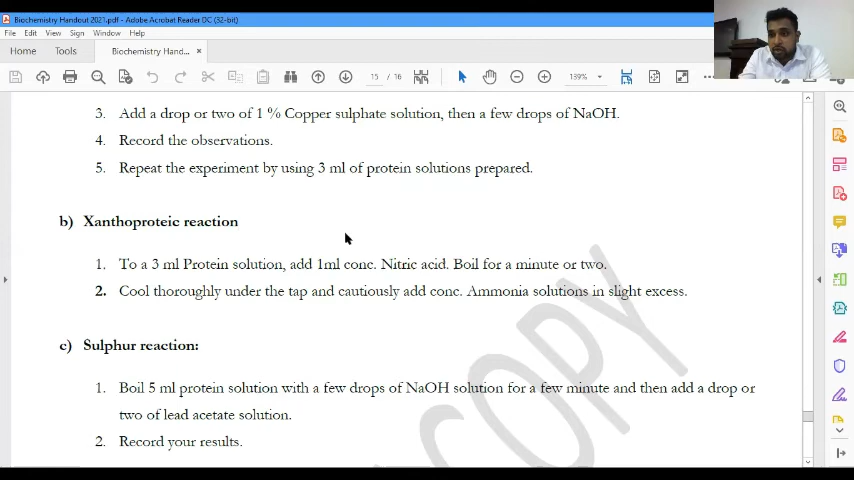 Biochemistry Handout 2021.pdf - Adobe Acrobat Reader DC (32-bit)
File Edit View Sign Window Help
Home Tools Biochemistry Hand... ×
15 / 16 139%
3. Add a drop or two of 1 % Copper sulphate solution, then a few drops of NaOH.
4. Record the observations.
5. Repeat the experiment by using 3 ml of protein solutions prepared.
b) Xanthoproteic reaction
1. To a 3 ml Protein solution, add 1ml conc. Nitric acid. Boil for a minute or two.
2. Cool thoroughly under the tap and cautiously add conc. Ammonia solutions in slight excess.
c) Sulphur reaction:
1. Boil 5 ml protein solution with a few drops of NaOH solution for a few minute and then add a drop or
two of lead acetate solution.
2. Record your results.
COPY